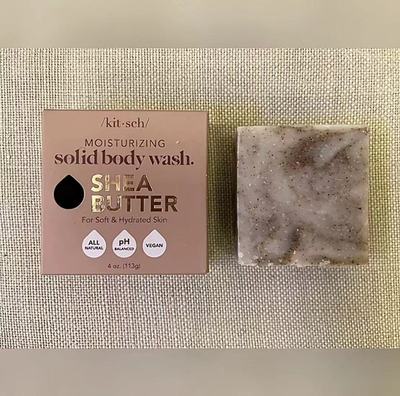 /kit•sch/
MOISTURIZING
solid body wash.
SHEA
BUTTER
For Soft & Hydrated Skin
ALL
NATURAL
pH
BALANCED
VEGAN
4 oz. (113g)